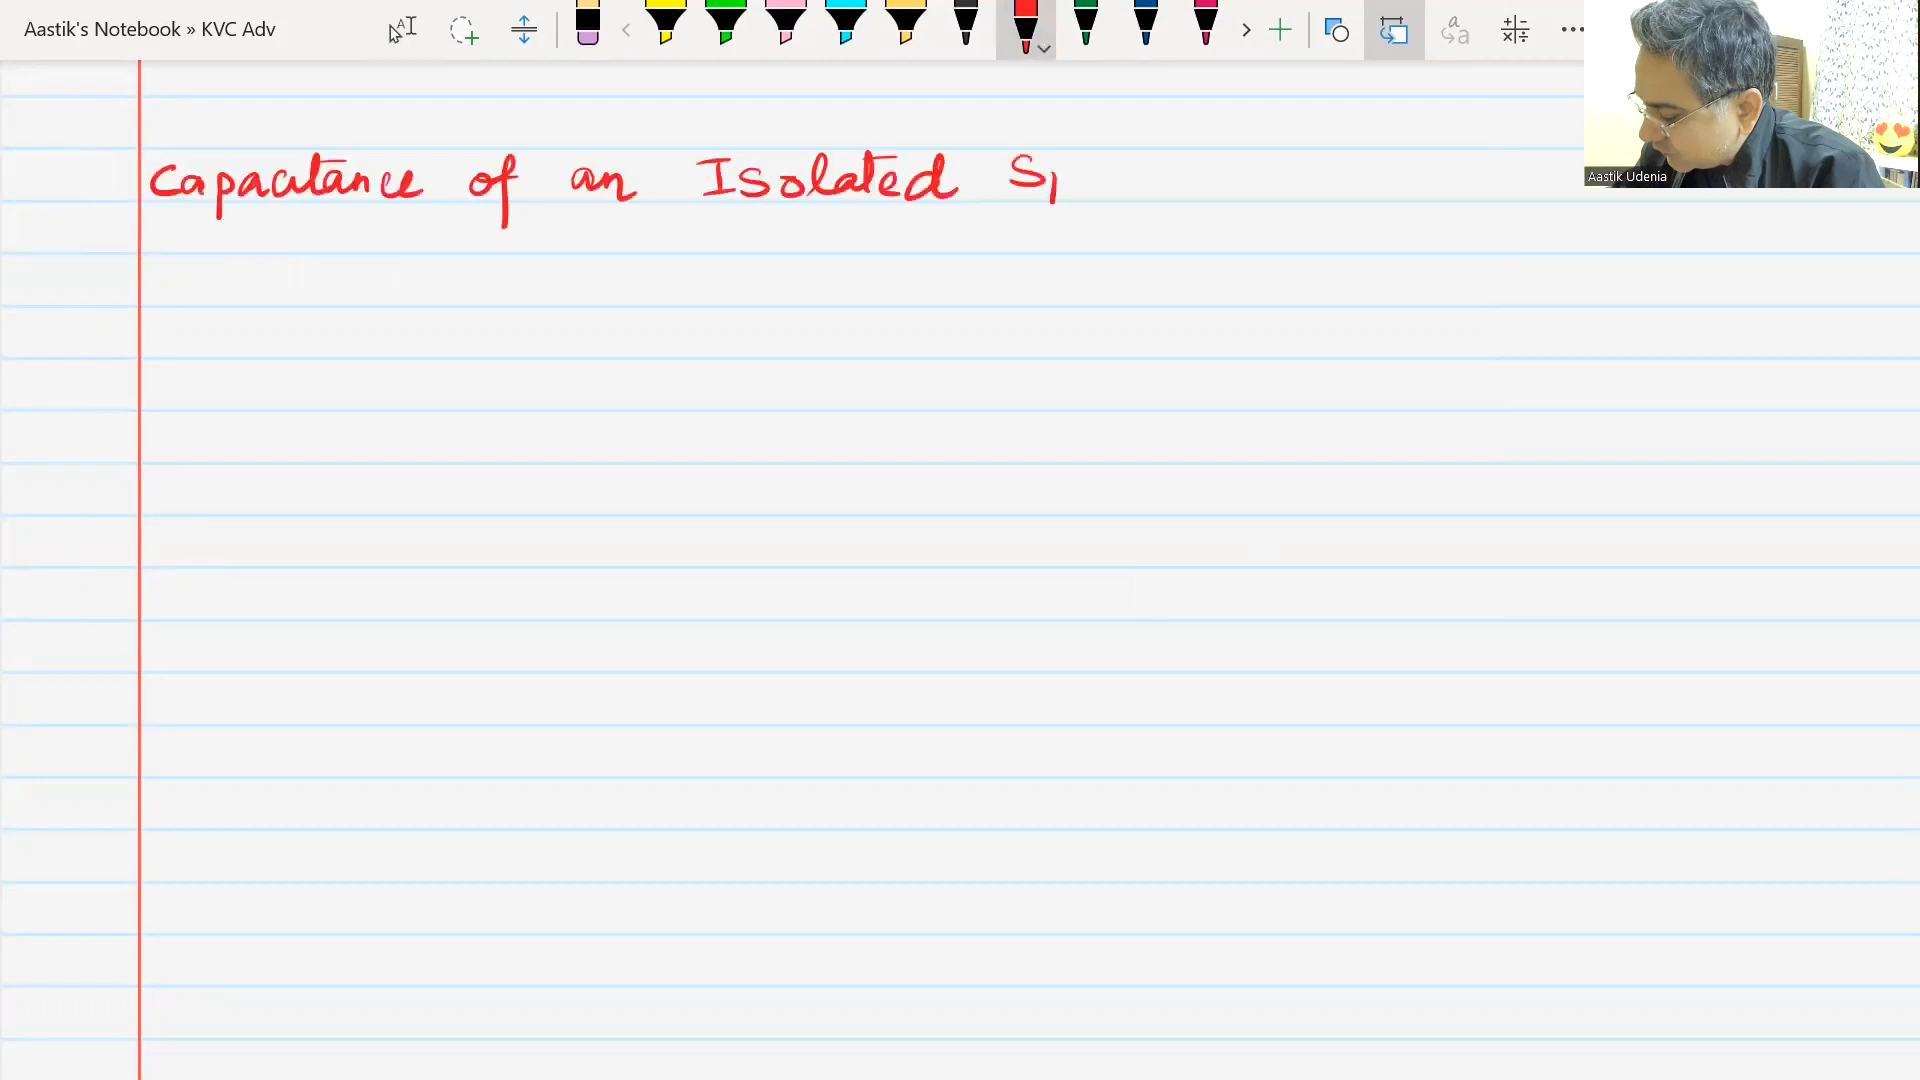 Aastik's Notebook » KVC Adv
Capacitance of an Isolated S
Aastik Udenia